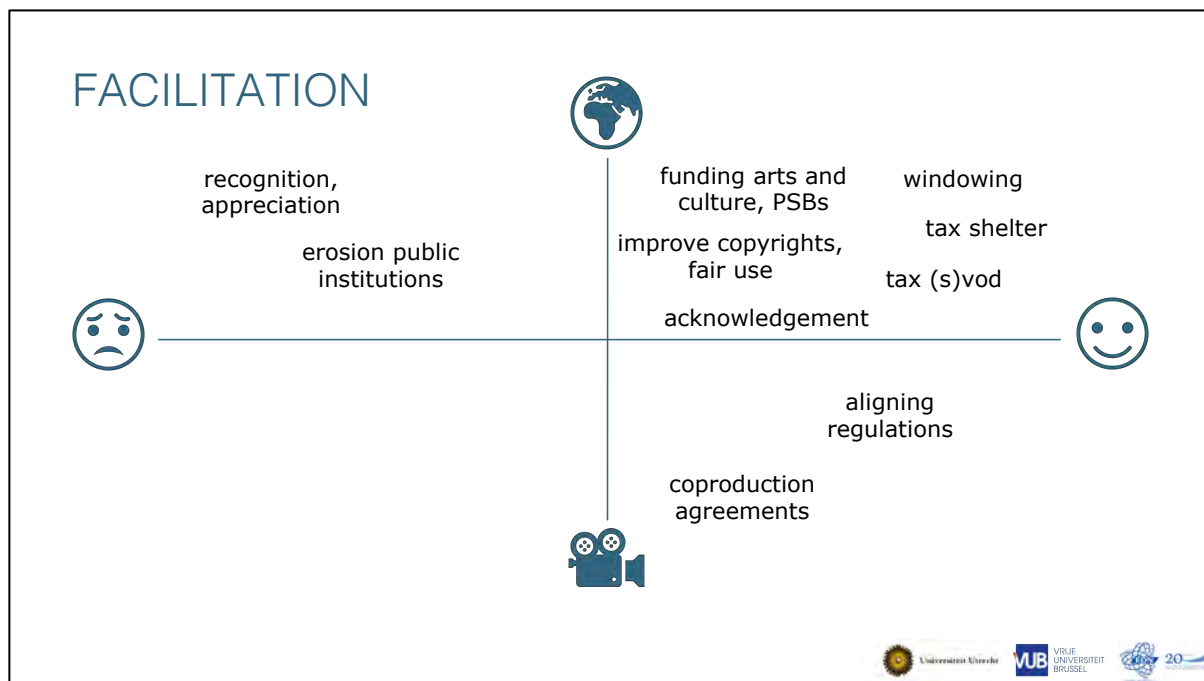 FACILITATION
recognition,
appreciation
erosion public
institutions
funding arts and
culture, PSBs
windowing
tax shelter
improve copyrights,
fair use
tax (s)vod
acknowledgement
aligning
regulations
coproduction
agreements
Universiteit Utrecht
VUB
VRIJE
UNIVERSITEIT
BRUSSEL
20